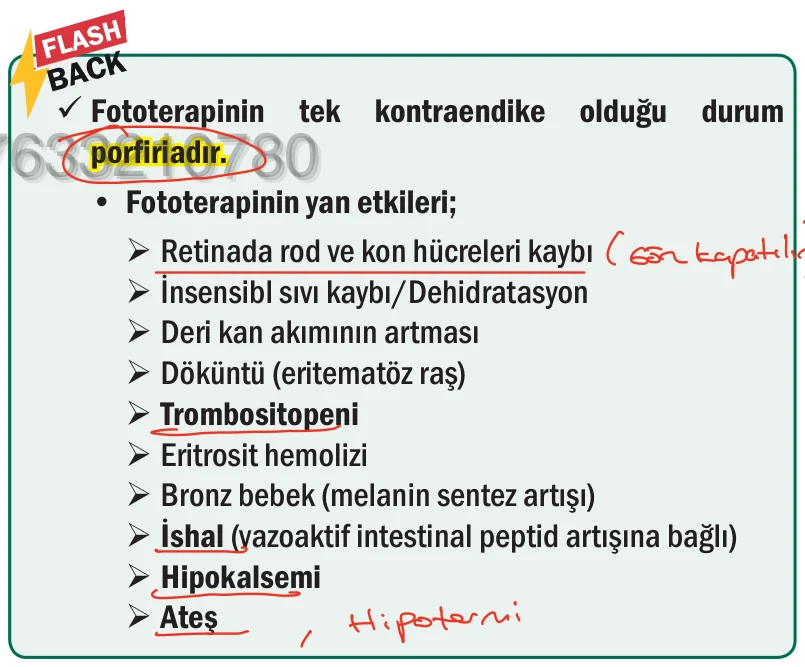 FLASH
BACK
✓ Fototerapinin tek kontraendike olduğu durum
porfiriadır.
• Fototerapinin yan etkileri;
➢ Retinada rod ve kon hücreleri kaybı (Göz kapatılır
➢ İnsensibl sıvı kaybı/Dehidratasyon
➢ Deri kan akımının artması
➢ Döküntü (eritematöz raş)
➢ Trombositopeni
➢ Eritrosit hemolizi
➢ Bronz bebek (melanin sentez artışı)
➢ İshal (vazoaktif intestinal peptid artışına bağlı)
➢ Hipokalsemi
➢ Ateş , Hipotermi